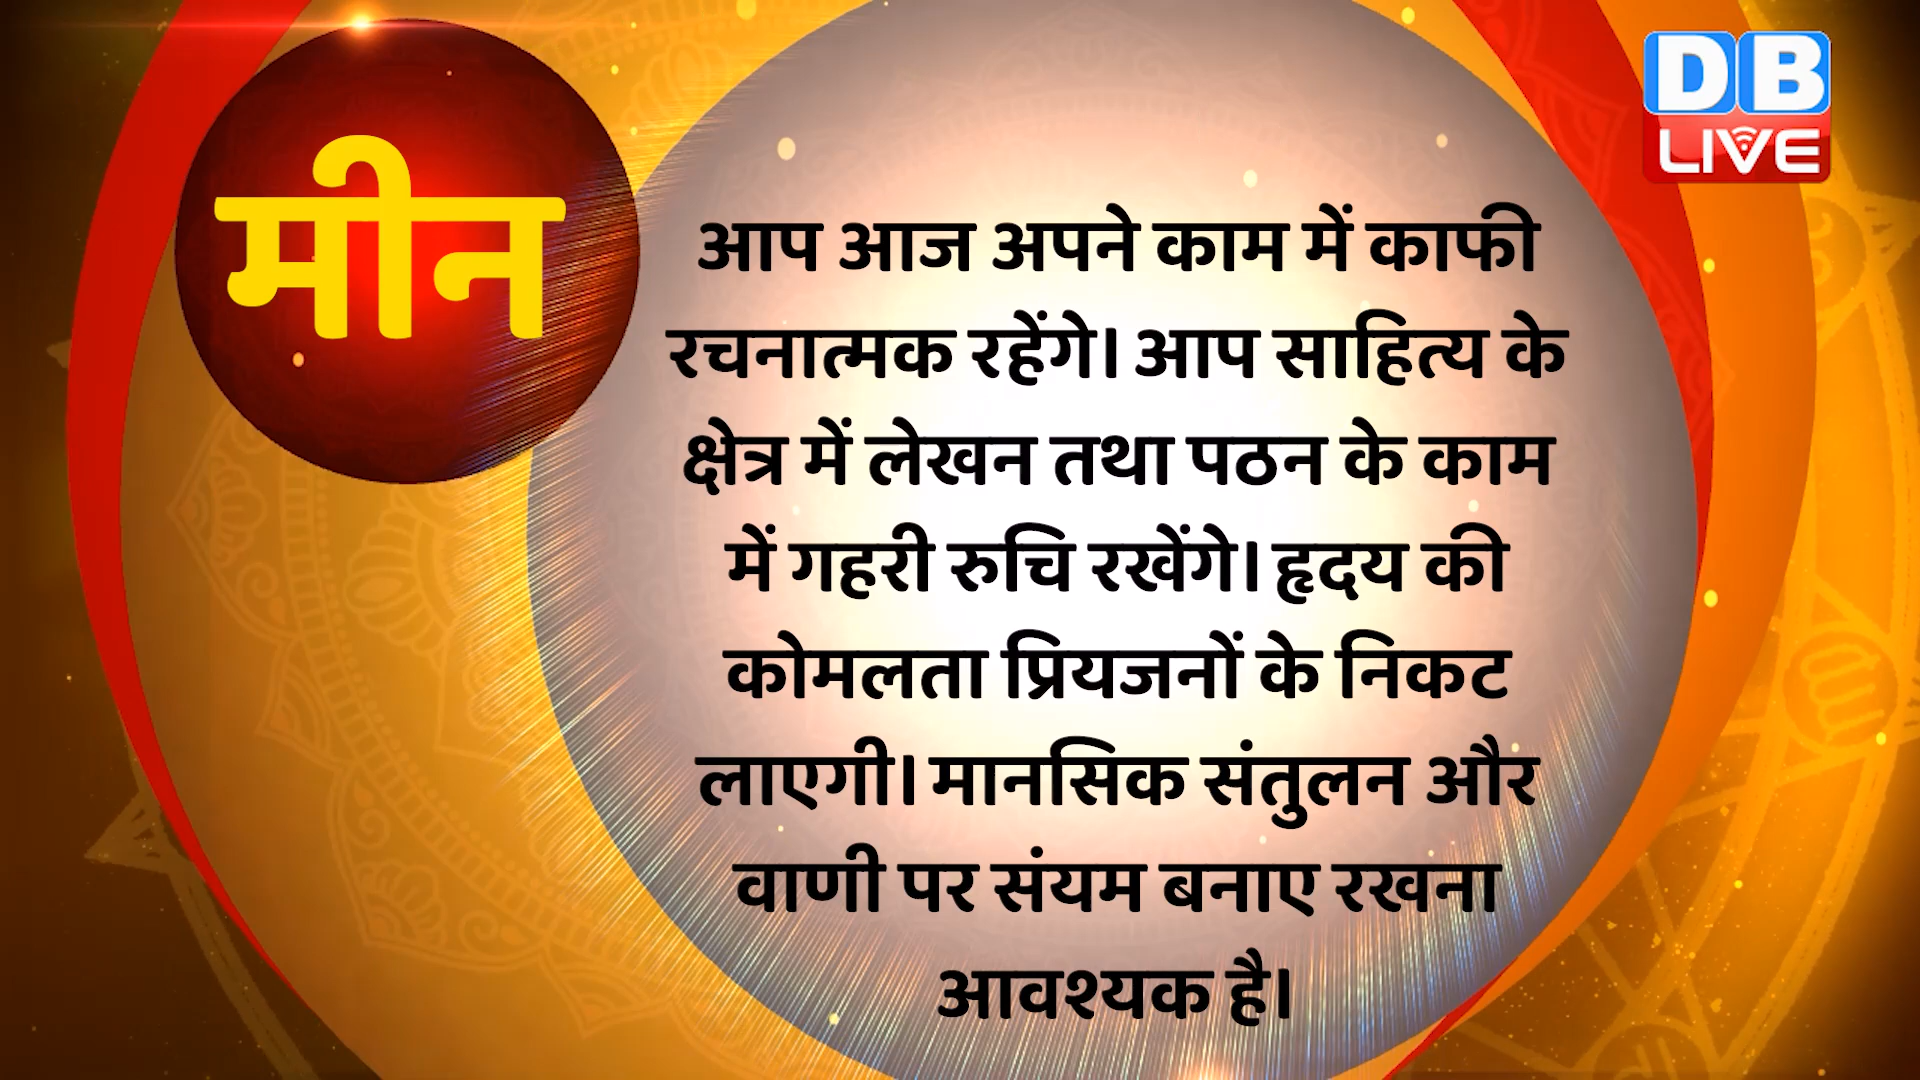 मीन
DB
LIVE
आप आज अपने काम में काफी
रचनात्मक रहेंगे। आप साहित्य के
क्षेत्र में लेखन तथा पठन के काम
में गहरी रुचि रखेंगे। हृदय की
कोमलता प्रियजनों के निकट
लाएगी। मानसिक संतुलन और
वाणी पर संयम बनाए रखना
आवश्यक है।